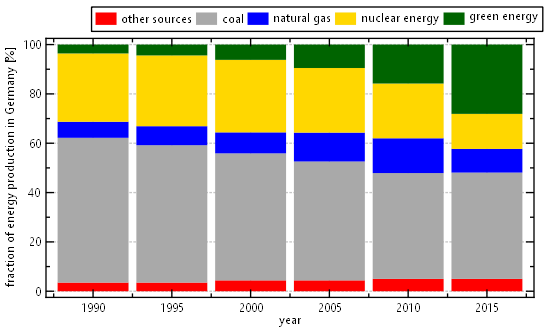 other sources coal natural gas nuclear energy green energy
fraction of energy production in Germany [%]
100
80
60
40
20
0
1990 1995 2000 2005 2010 2015
year